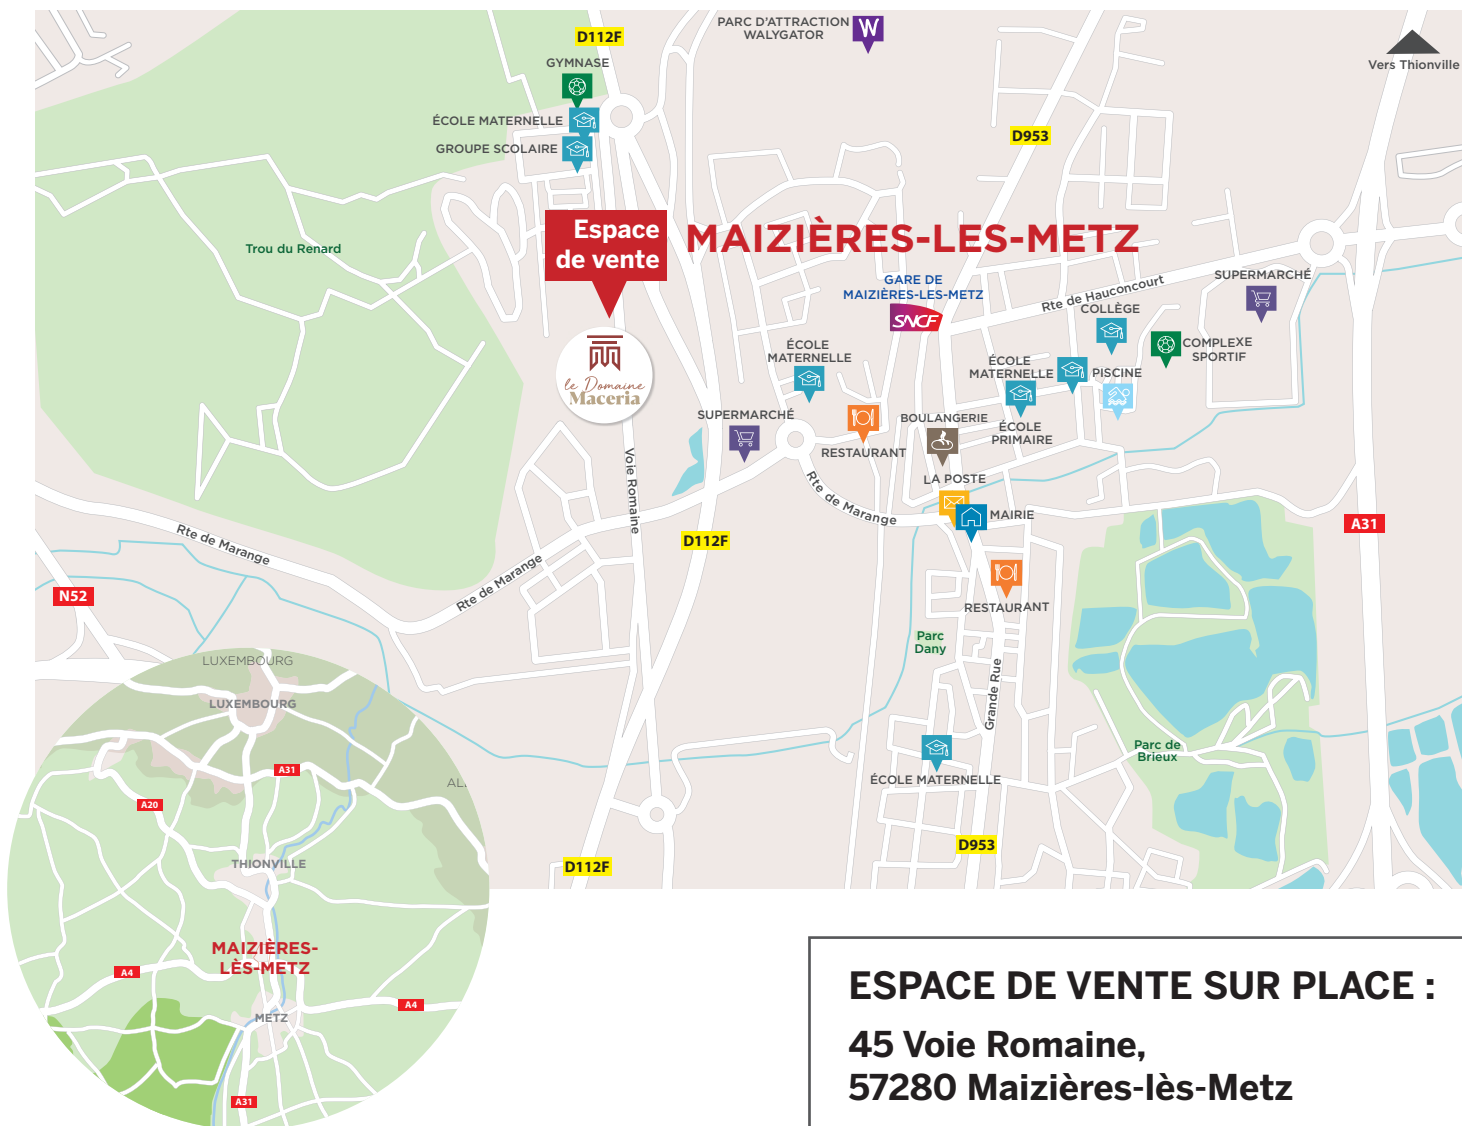 D112F
PARC D'ATTRACTION
WALYGATOR
W
Vers Thionville
GYMNASE
ÉCOLE MATERNELLE
GROUPE SCOLAIRE
D953
Espace
de vente
MAIZIÈRES-LES-METZ
Trou du Renard
GARE DE
MAIZIÈRES-LES-METZ
SNCF
Rte de Hauconcourt
SUPERMARCHÉ
COLLÈGE
COMPLEXE
SPORTIF
ÉCOLE
MATERNELLE
ÉCOLE
MATERNELLE
PISCINE
le Domaine
Maceria
SUPERMARCHÉ
BOULANGERIE
ÉCOLE
PRIMAIRE
RESTAURANT
Voie Romaine
LA POSTE
Rte de Marange
MAIRIE
A31
Rte de Marange
D112F
Rte de Marange
N52
RESTAURANT
Parc
Dany
Grande Rue
Parc de
Brieux
ÉCOLE MATERNELLE
D953
D112F
LUXEMBOURG
LUXEMBOURG
A31
AL
A20
THIONVILLE
MAIZIÈRES-
LÈS-METZ
A4
A4
METZ
A31
ESPACE DE VENTE SUR PLACE :
45 Voie Romaine,
57280 Maizières-lès-Metz